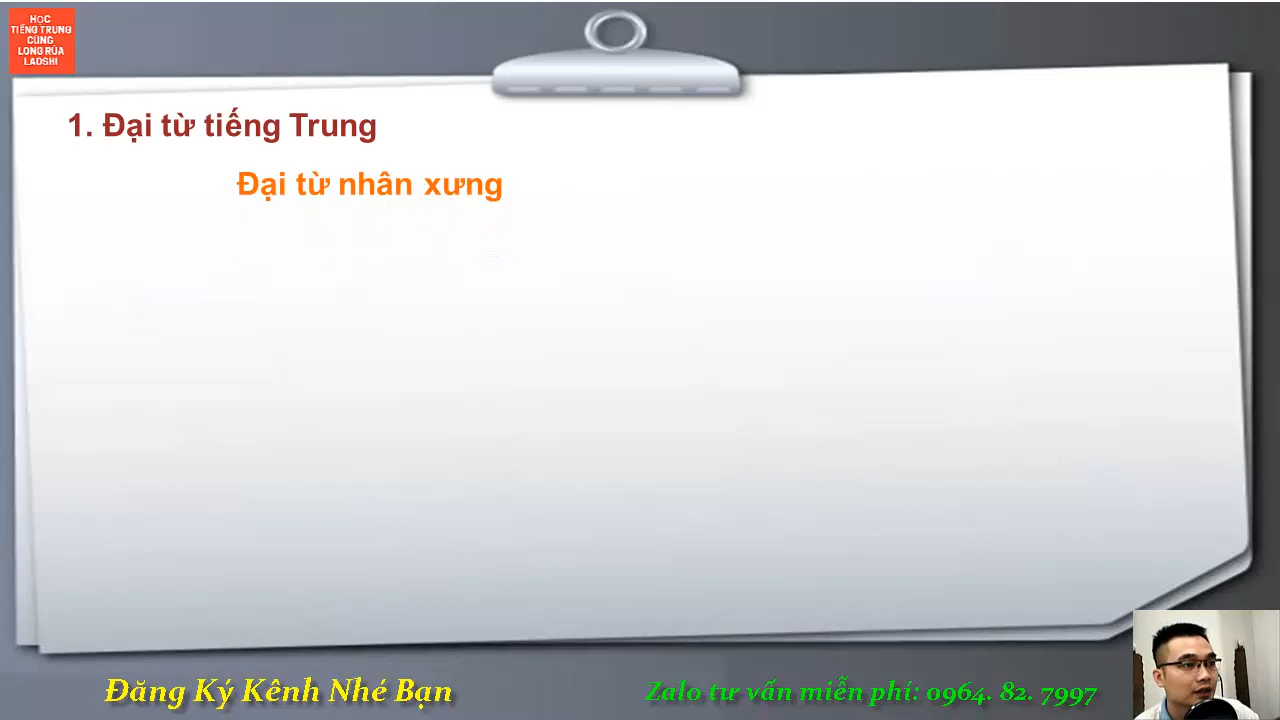 HỌC
TIẾNG TRUNG
CÙNG
LONG RÙA
LAOSHI
1. Đại từ tiếng Trung
Đại từ nhân xưng
Đăng Ký Kênh Nhé Bạn
Zalo tư vấn miễn phí: 0964. 82. 7997